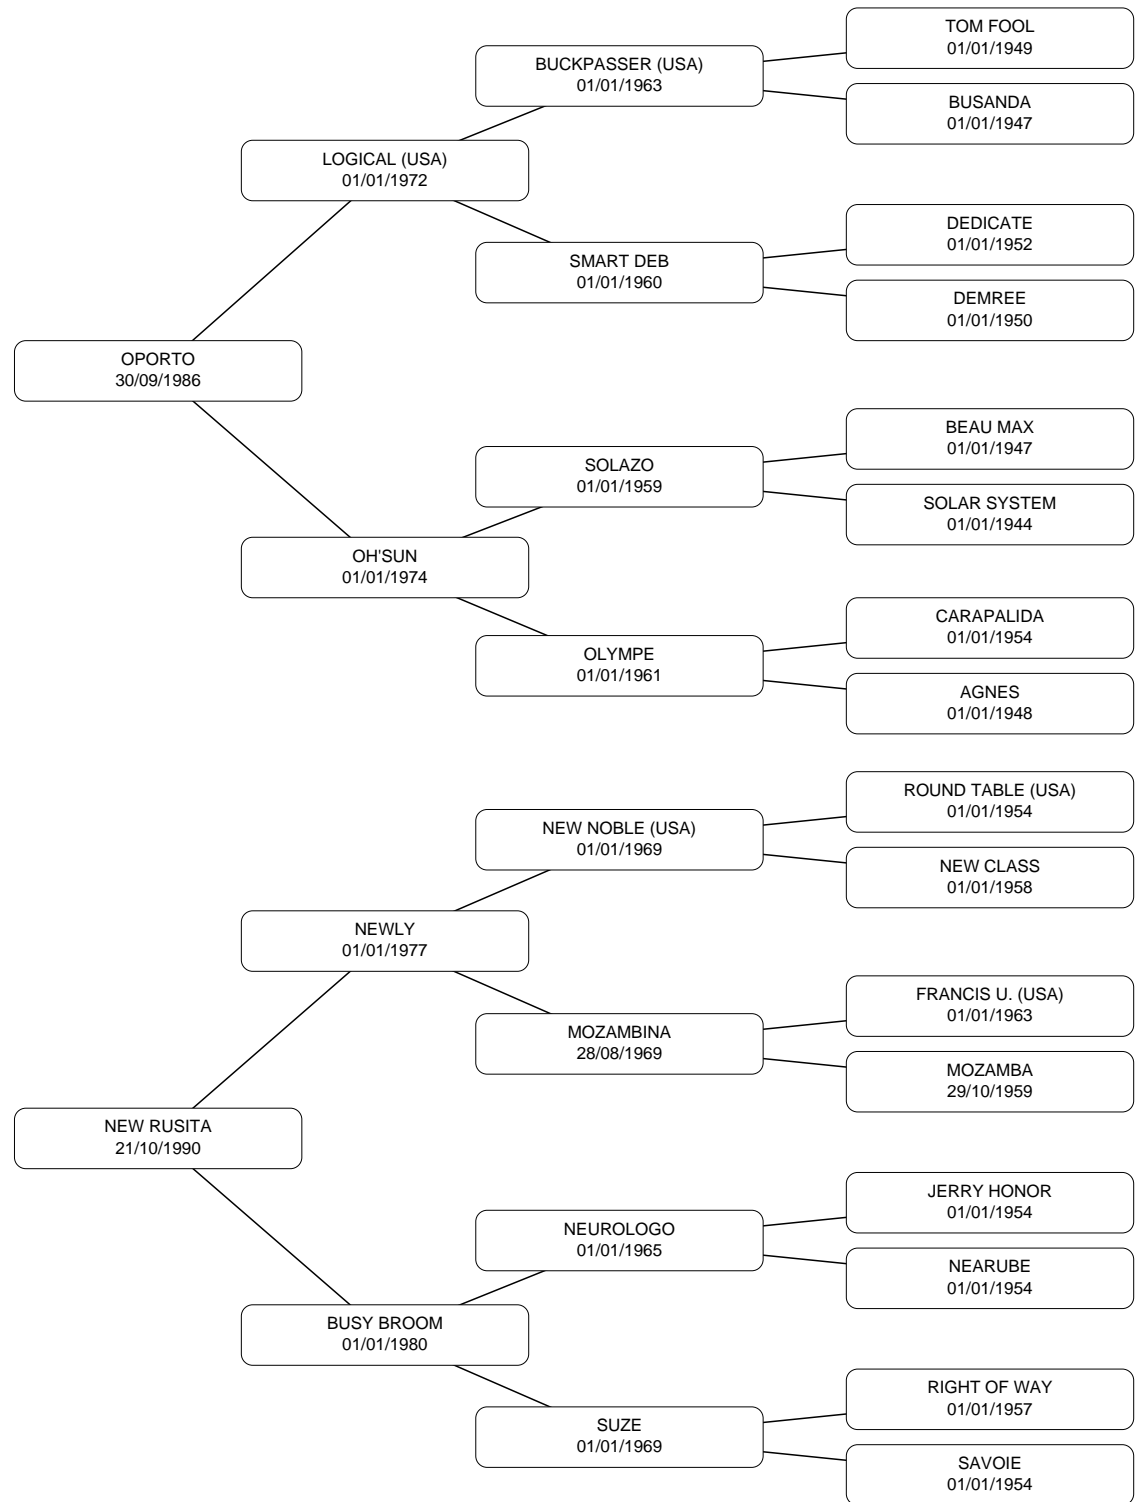 TOM FOOL
01/01/1949
BUCKPASSER (USA)
01/01/1963
BUSANDA
01/01/1947
LOGICAL (USA)
01/01/1972
DEDICATE
01/01/1952
SMART DEB
01/01/1960
DEMREE
01/01/1950
OPORTO
30/09/1986
BEAU MAX
01/01/1947
SOLAZO
01/01/1959
SOLAR SYSTEM
01/01/1944
OH'SUN
01/01/1974
CARAPALIDA
01/01/1954
OLYMPE
01/01/1961
AGNES
01/01/1948
ROUND TABLE (USA)
01/01/1954
NEW NOBLE (USA)
01/01/1969
NEW CLASS
01/01/1958
NEWLY
01/01/1977
FRANCIS U. (USA)
01/01/1963
MOZAMBINA
28/08/1969
MOZAMBA
29/10/1959
NEW RUSITA
21/10/1990
JERRY HONOR
01/01/1954
NEUROLOGO
01/01/1965
NEARUBE
01/01/1954
BUSY BROOM
01/01/1980
RIGHT OF WAY
01/01/1957
SUZE
01/01/1969
SAVOIE
01/01/1954